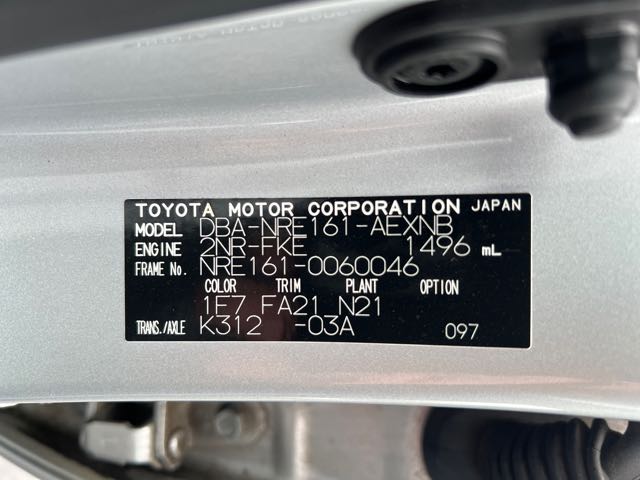 TOYOTA MOTOR CORPORATION JAPAN
MODEL DBA-NRE161-AEXNB
ENGINE 2NR-FKE 1496 mL
FRAME No. NRE161-0060046
COLOR TRIM PLANT OPTION
1F7 FA21 N21
TRANS./AXLE K312 -03A 097